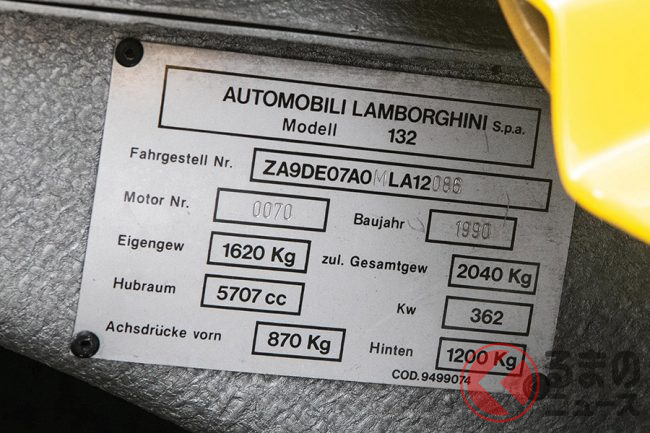 AUTOMOBILI LAMBORGHINI S.p.a.
Modell 132
Fahrgestell Nr. ZA9DE07A0MLA12086
Motor Nr. 0070 Baujahr 1990
Eigengew 1620 Kg zul. Gesamtgew 2040 Kg
Hubraum 5707 cc Kw 362
Achsdrücke vorn 870 Kg Hinten 1200 Kg
COD. 9499074
くるまの
ニュース